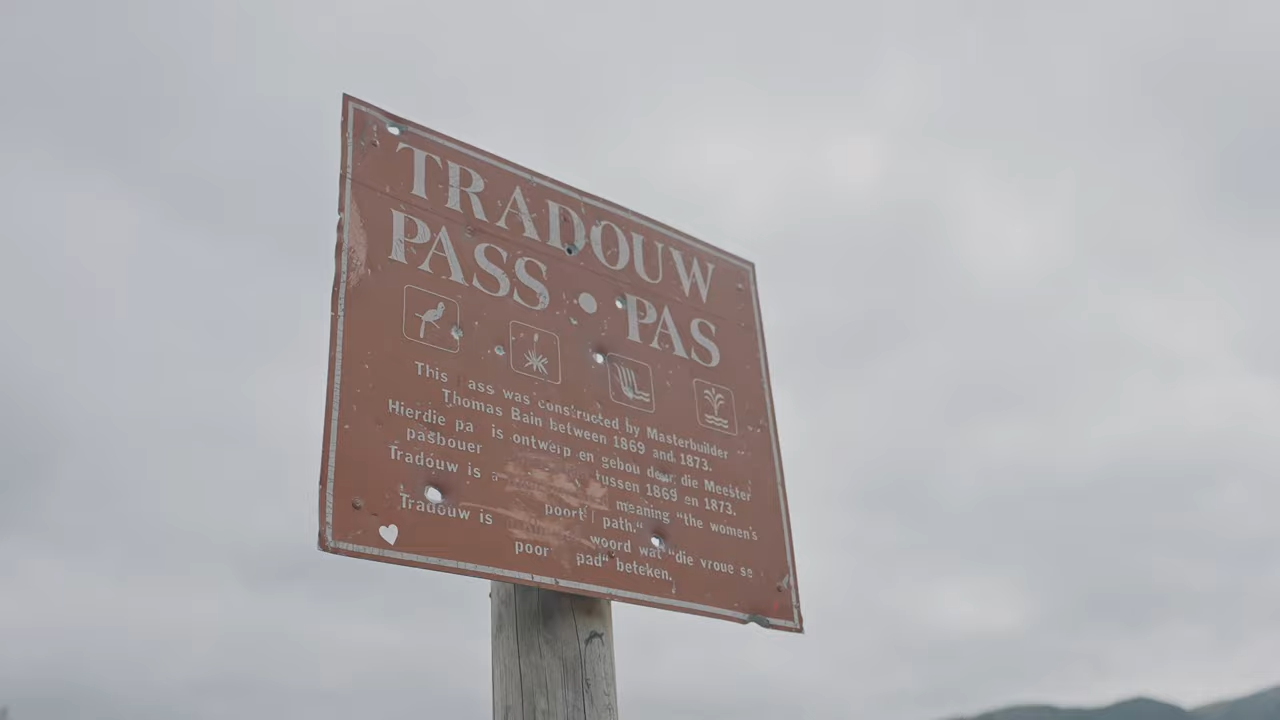 TRADOUW
PASS • PAS
This ass was constructed by Masterbuilder
Thomas Bain between 1869 and 1873.
Hierdie pa is ontwerp en gebou deur die Meester
pasbouer tussen 1869 en 1873.
Tradouw is a meaning "the women's
poort path."
Tradouw is woord wat "die vroue se
poor pad" beteken.